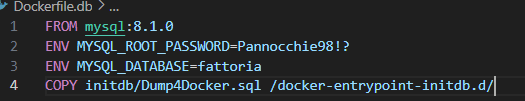 Dockerfile.db > ...
1 FROM mysql:8.1.0
2 ENV MYSQL_ROOT_PASSWORD=Pannocchie98!?
3 ENV MYSQL_DATABASE=fattoria
4 COPY initdb/Dump4Docker.sql /docker-entrypoint-initdb.d/